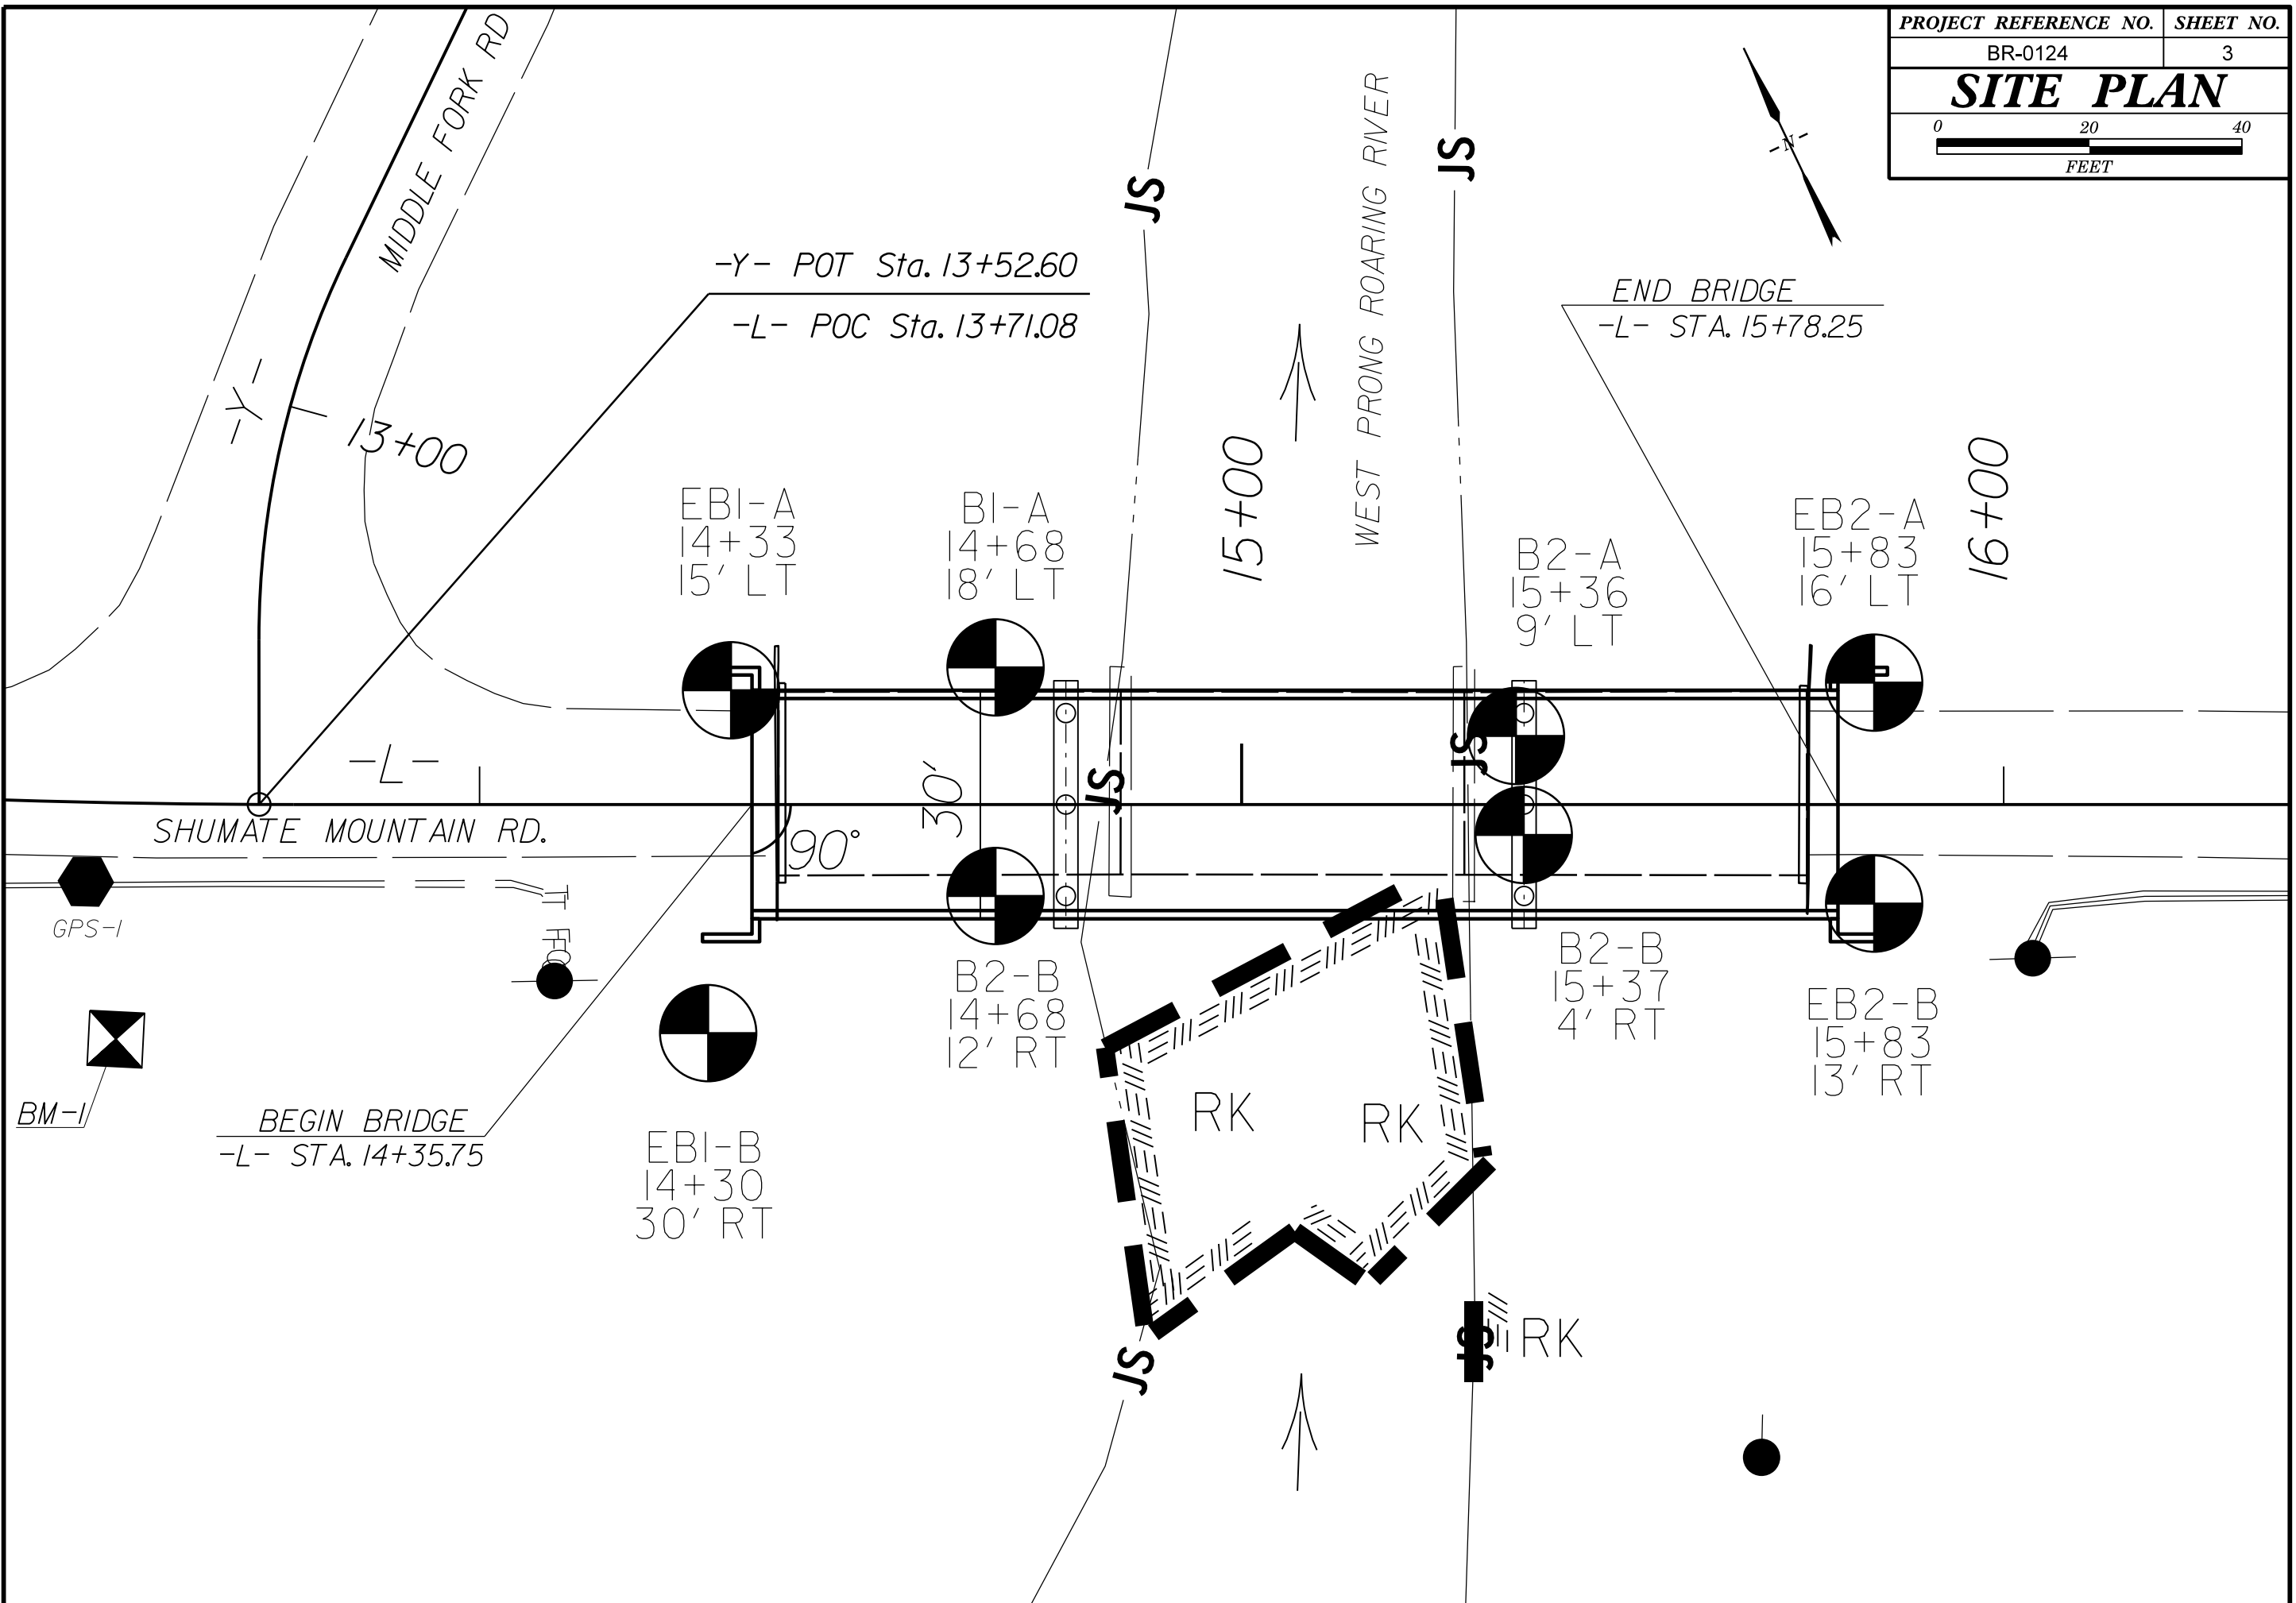 PROJECT REFERENCE NO.
SHEET NO.
BR-0124
3
SITE PLAN
0 20 40
FEET
N
MIDDLE FORK RD
-Y- POT Sta. 13+52.60
-L- POC Sta. 13+71.08
JS
JS
WEST PRONG ROARING RIVER
END BRIDGE
-L- STA. 15+78.25
-Y-
13+00
15+00
16+00
EB1-A
14+33
15' LT
B1-A
14+68
18' LT
B2-A
15+36
9' LT
EB2-A
15+83
16' LT
-L-
30'
JS
JS
SHUMATE MOUNTAIN RD.
90°
GPS-1
B2-B
14+68
12' RT
B2-B
15+37
4' RT
EB2-B
15+83
13' RT
BM-1
BEGIN BRIDGE
-L- STA. 14+35.75
EB1-B
14+30
30' RT
RK
RK
JS
JS
RK